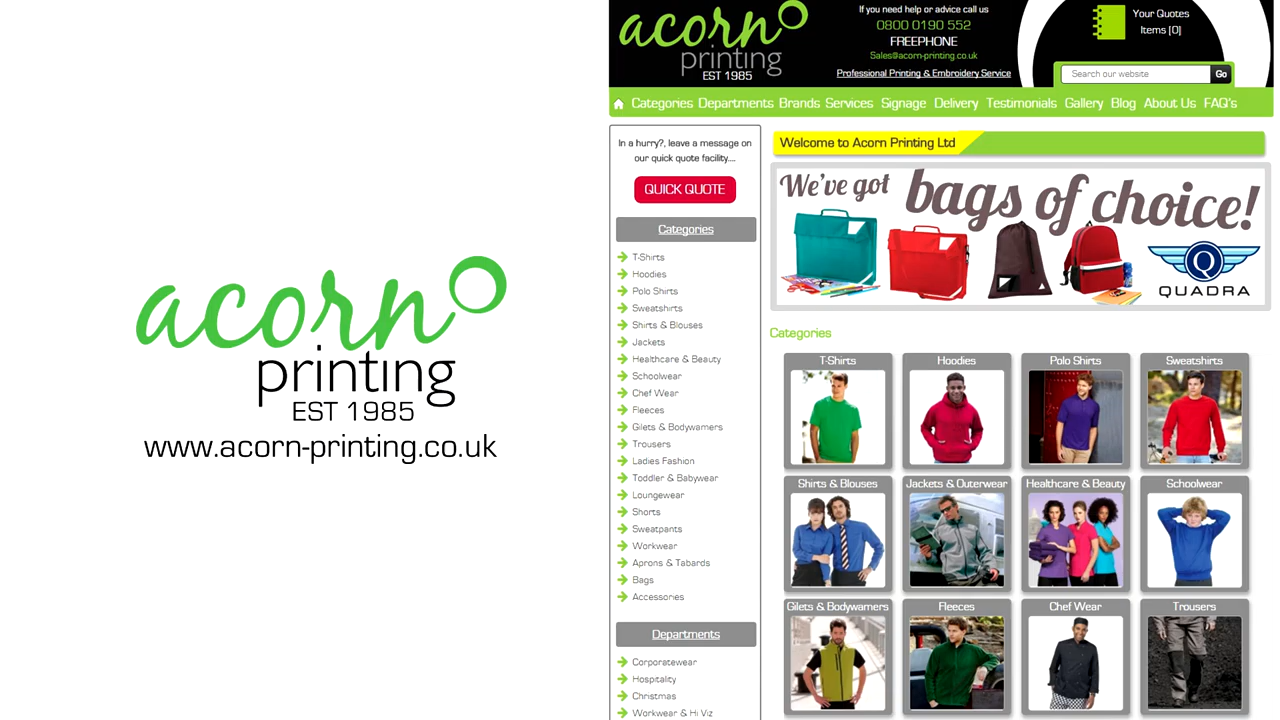 acorn
printing
EST 1985
www.acorn-printing.co.uk
acorn
printing
EST 1985
If you need help or advice call us
0800 0190 552
FREEPHONE
Sales@acorn-printing.co.uk
Professional Printing & Embroidery Service
Your Quotes
Items [0]
Search our website
Go
Categories Departments Brands Services Signage Delivery Testimonials Gallery Blog About Us FAQ's
In a hurry?, leave a message on
our quick quote facility....
QUICK QUOTE
Categories
T-Shirts
Hoodies
Polo Shirts
Sweatshirts
Shirts & Blouses
Jackets
Healthcare & Beauty
Schoolwear
Chef Wear
Fleeces
Gilets & Bodywamers
Trousers
Ladies Fashion
Toddler & Babywear
Loungewear
Shorts
Sweatpants
Workwear
Aprons & Tabards
Bags
Accessories
Departments
Corporatewear
Hospitality
Christmas
Workwear & Hi Viz
Welcome to Acorn Printing Ltd
We've got bags of choice!
Q
QUADRA
Categories
T-Shirts
Hoodies
Polo Shirts
Sweatshirts
Shirts & Blouses
Jackets & Outerwear
Healthcare & Beauty
Schoolwear
Gilets & Bodywamers
Fleeces
Chef Wear
Trousers